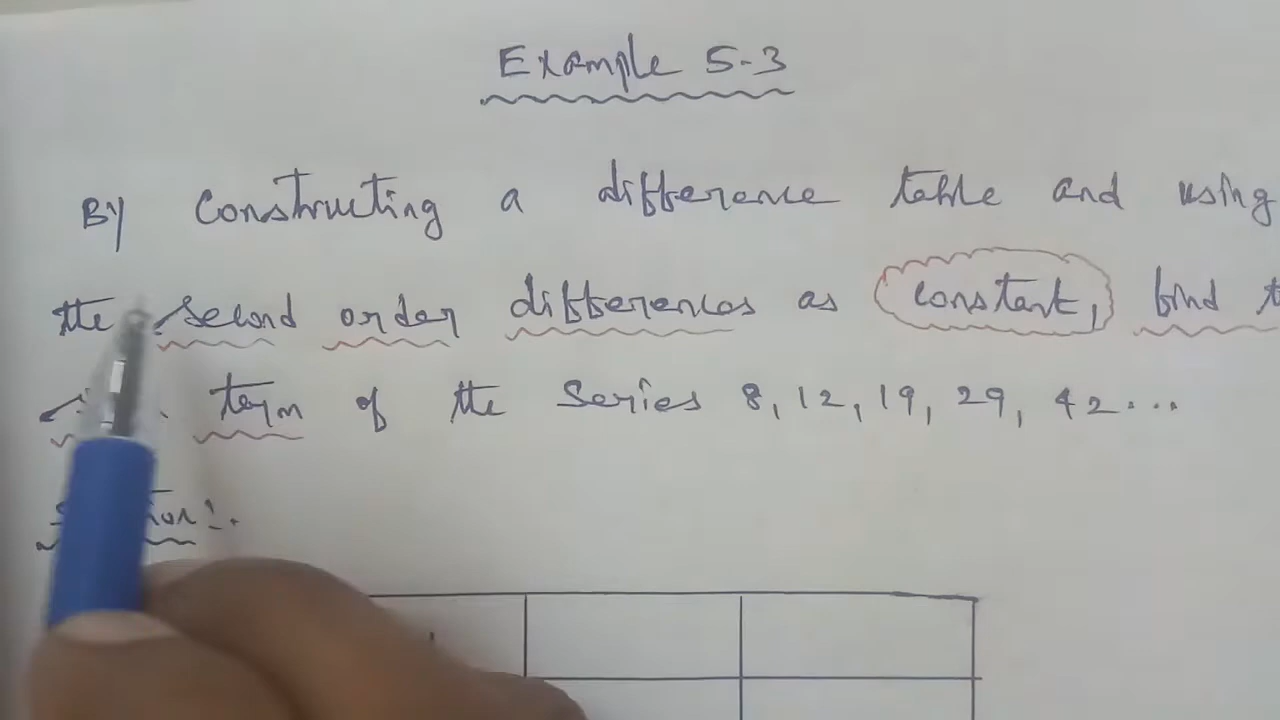 Example 5.3
By Constructing a difference table and using
the second order differences as constant, find
term of the Series 8, 12, 19, 29, 42...